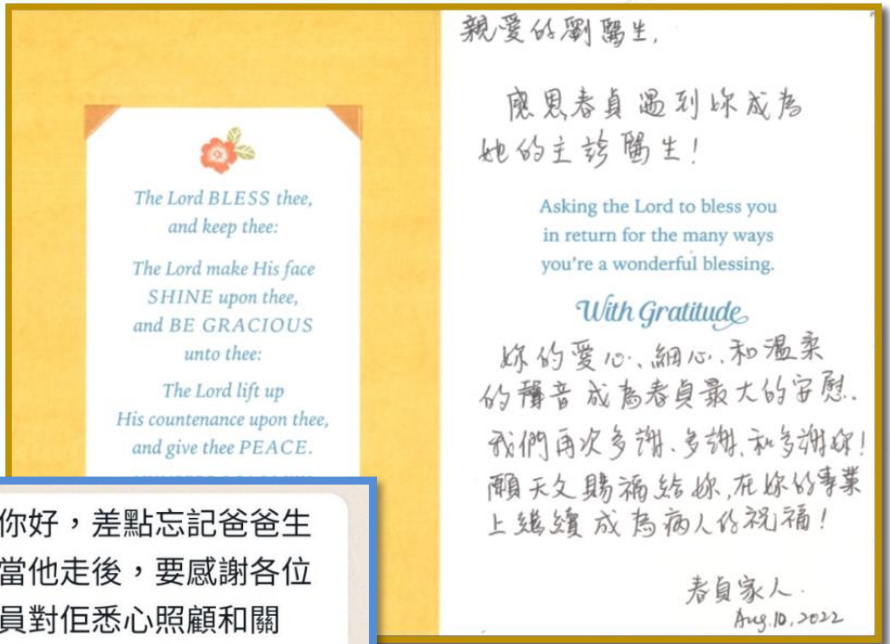 The Lord BLESS thee,
and keep thee:
The Lord make His face
SHINE upon thee,
and BE GRACIOUS
unto thee:
The Lord lift up
His countenance upon thee,
and give thee PEACE.
親愛的劉醫生,
感恩春貞遇到妳成為
她的主診醫生!
Asking the Lord to bless you
in return for the many ways
you're a wonderful blessing.
With Gratitude
妳的愛心、細心、和溫柔
的聲音成為春貞最大的安慰.
我們再次多謝、多謝、和多謝妳!
願天父賜福給妳,在妳的專業
上繼續成為病人的祝福!
春貞家人.
Aug.10,2022
你好,差點忘記爸爸生
當他走後,要感謝各位
員對佢悉心照顧和關